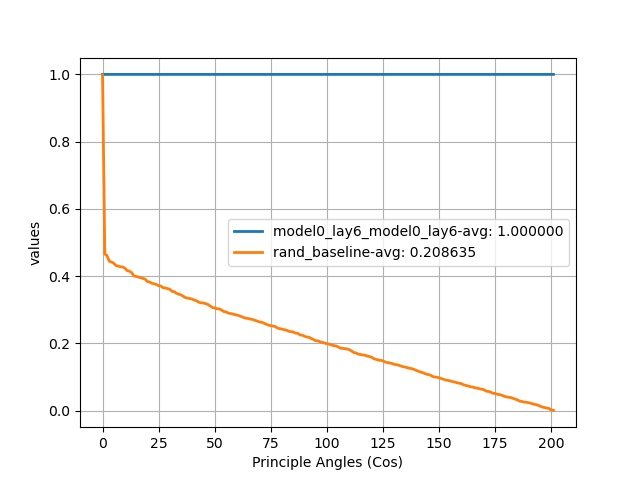 1.0
0.8
0.6
0.4
0.2
0.0
values
model0_lay6_model0_lay6-avg: 1.000000
rand_baseline-avg: 0.208635
0 25 50 75 100 125 150 175 200
Principle Angles (Cos)